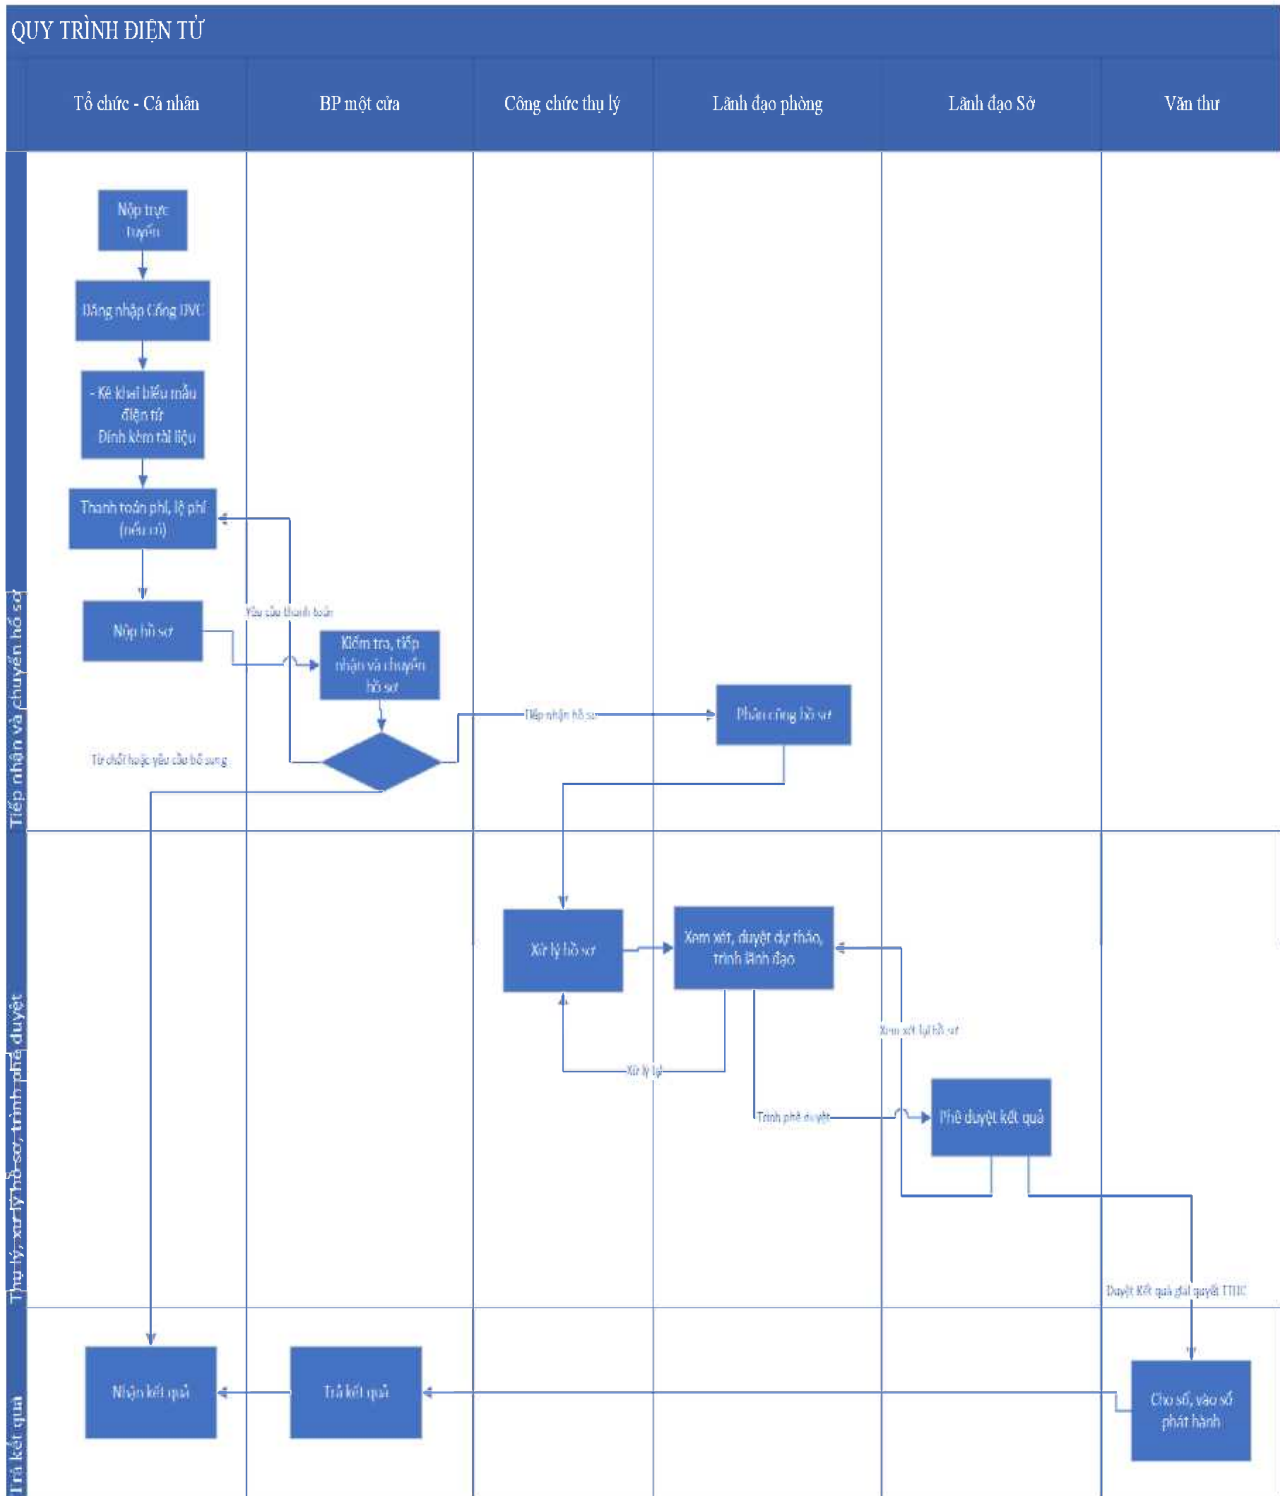 QUY TRÌNH ĐIỆN TỬ
Tổ chức - Cá nhân
BP một cửa
Công chức thụ lý
Lãnh đạo phòng
Lãnh đạo Sở
Văn thư
Tiếp nhận và chuyển hồ sơ
Nộp trực
tuyến
Đăng nhập Cổng DVC
- Kê khai biểu mẫu
điện tử
- Đính kèm tài liệu
Thanh toán phí, lệ phí
(nếu có)
Yêu cầu thanh toán
Nộp hồ sơ
Kiểm tra, tiếp
nhận và chuyển
hồ sơ
Tiếp nhận hồ sơ
Phân công hồ sơ
Từ chối hoặc yêu cầu bổ sung
Thụ lý, xử lý hồ sơ, trình phê duyệt
Xử lý hồ sơ
Xem xét, duyệt dự thảo,
trình lãnh đạo
Xem xét lại hồ sơ
Xử lý lại
Trình phê duyệt
Phê duyệt kết quả
Duyệt Kết quả giải quyết TTHC
Trả kết quả
Nhận kết quả
Trả kết quả
Cho số, vào sổ
phát hành